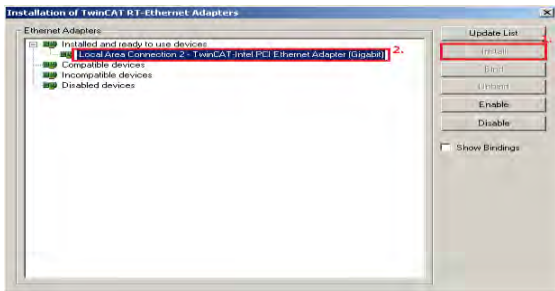 Installation of TwinCAT RT-Ethernet Adapters
Ethernet Adapters
Installed and ready to use devices
Local Area Connection 2 - TwinCAT-Intel PCI Ethernet Adapter (Gigabit)
2.
Compatible devices
Incompatible devices
Disabled devices
Update List
1.
Install
Bind
Unbind
Enable
Disable
Show Bindings